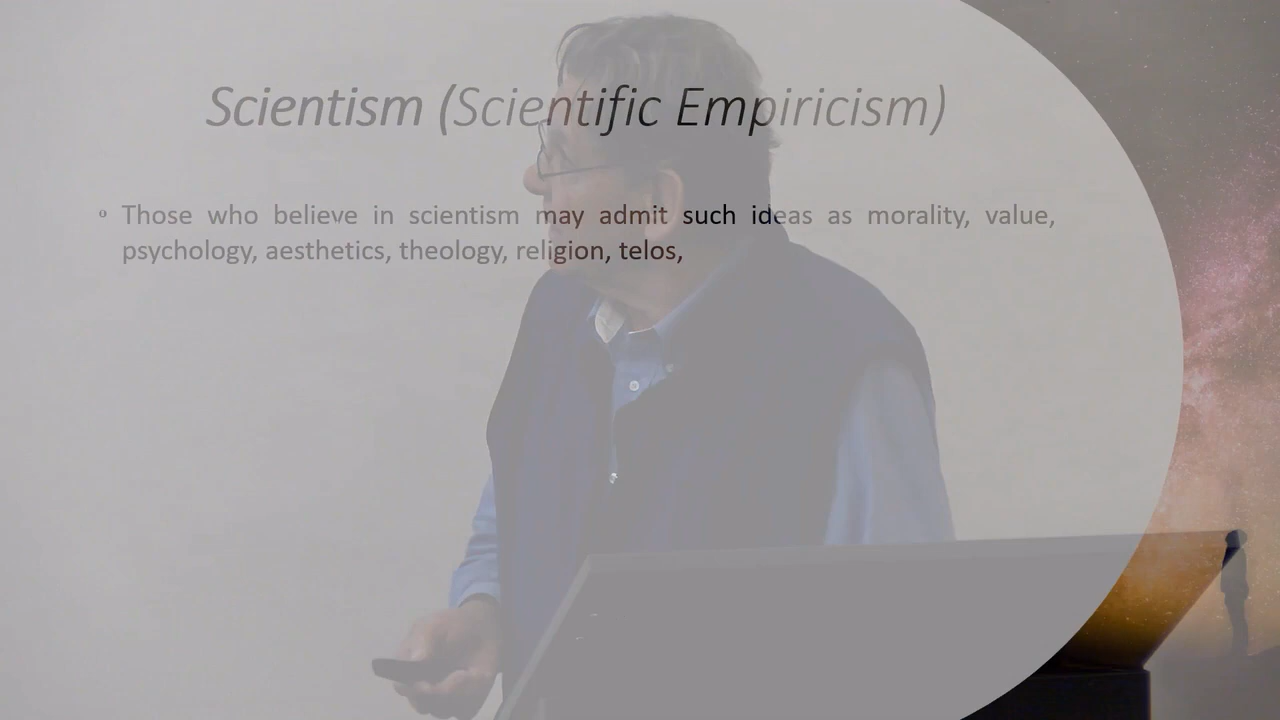 Scientism (Scientific Empiricism)
Those who believe in scientism may admit such ideas as morality, value,
psychology, aesthetics, theology, religion, telos,